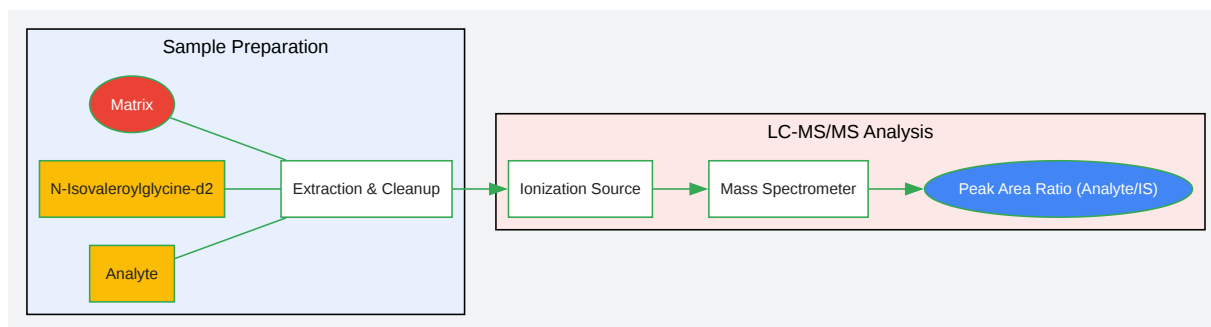 Sample Preparation
Matrix
N-Isovaleroylglycine-d2
Analyte
Extraction & Cleanup
LC-MS/MS Analysis
Ionization Source
Mass Spectrometer
Peak Area Ratio (Analyte/IS)